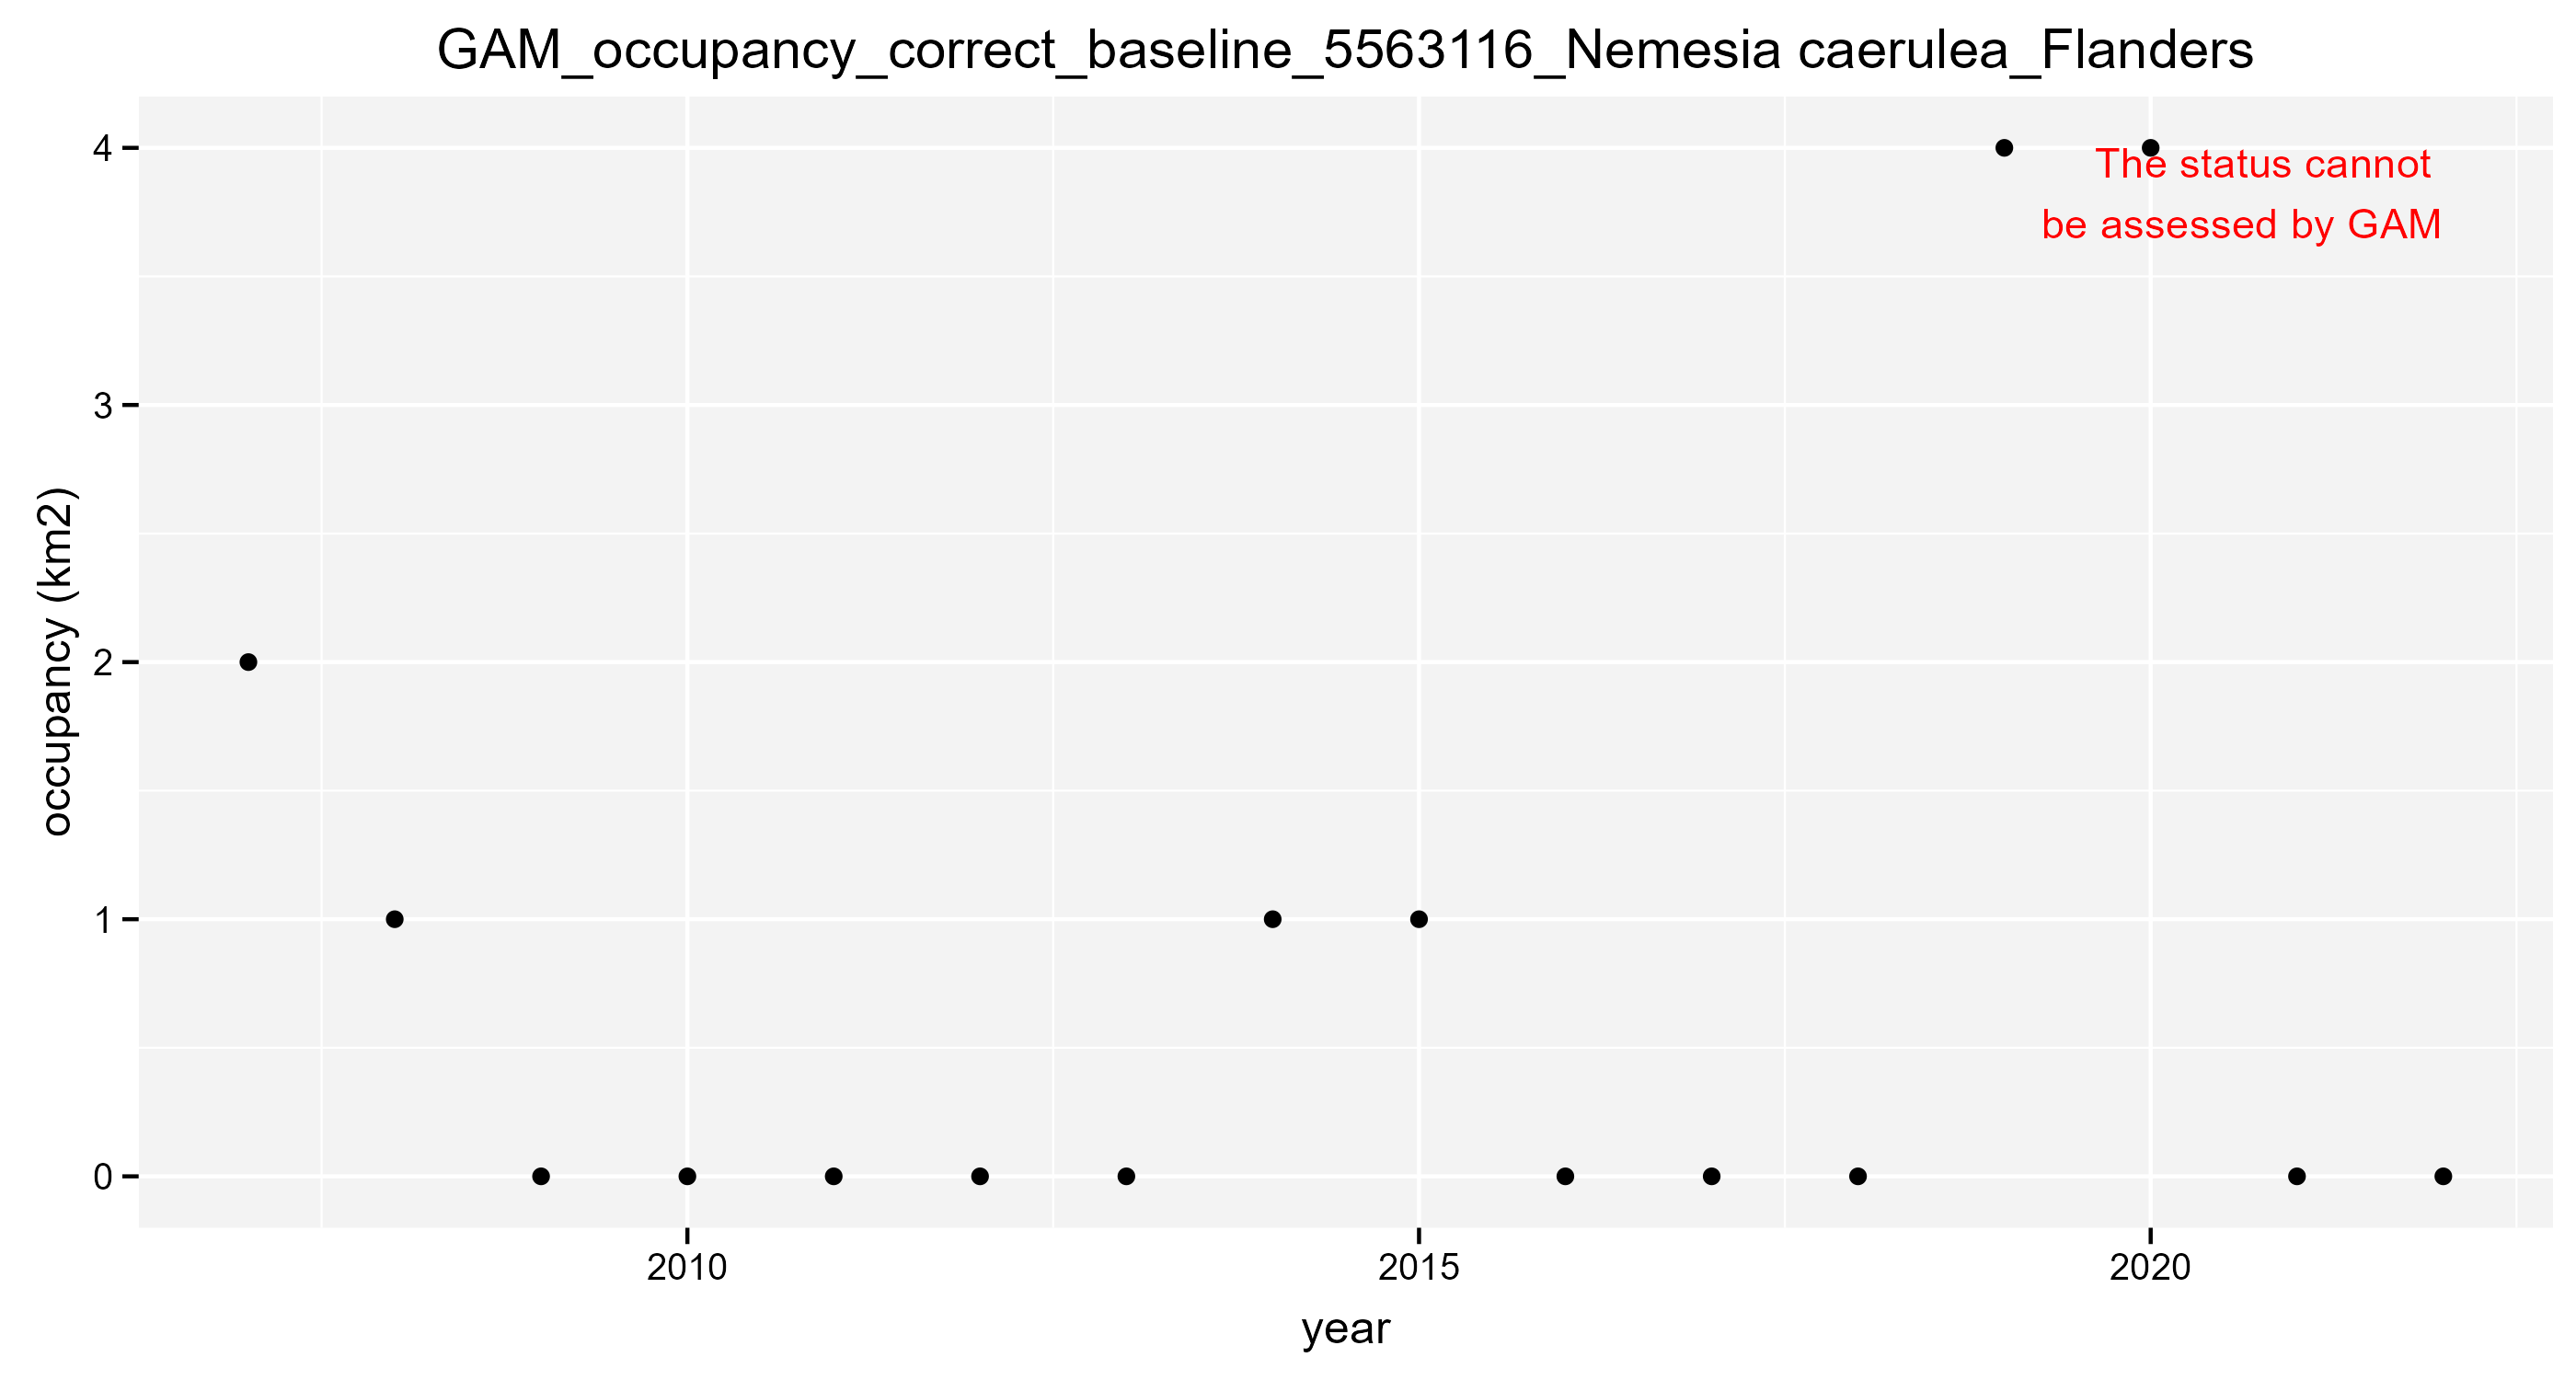 GAM_occupancy_correct_baseline_5563116_Nemesia caerulea_Flanders
4
The status cannot
be assessed by GAM
3
occupancy (km2)
2
1
0
2010
2015
2020
year